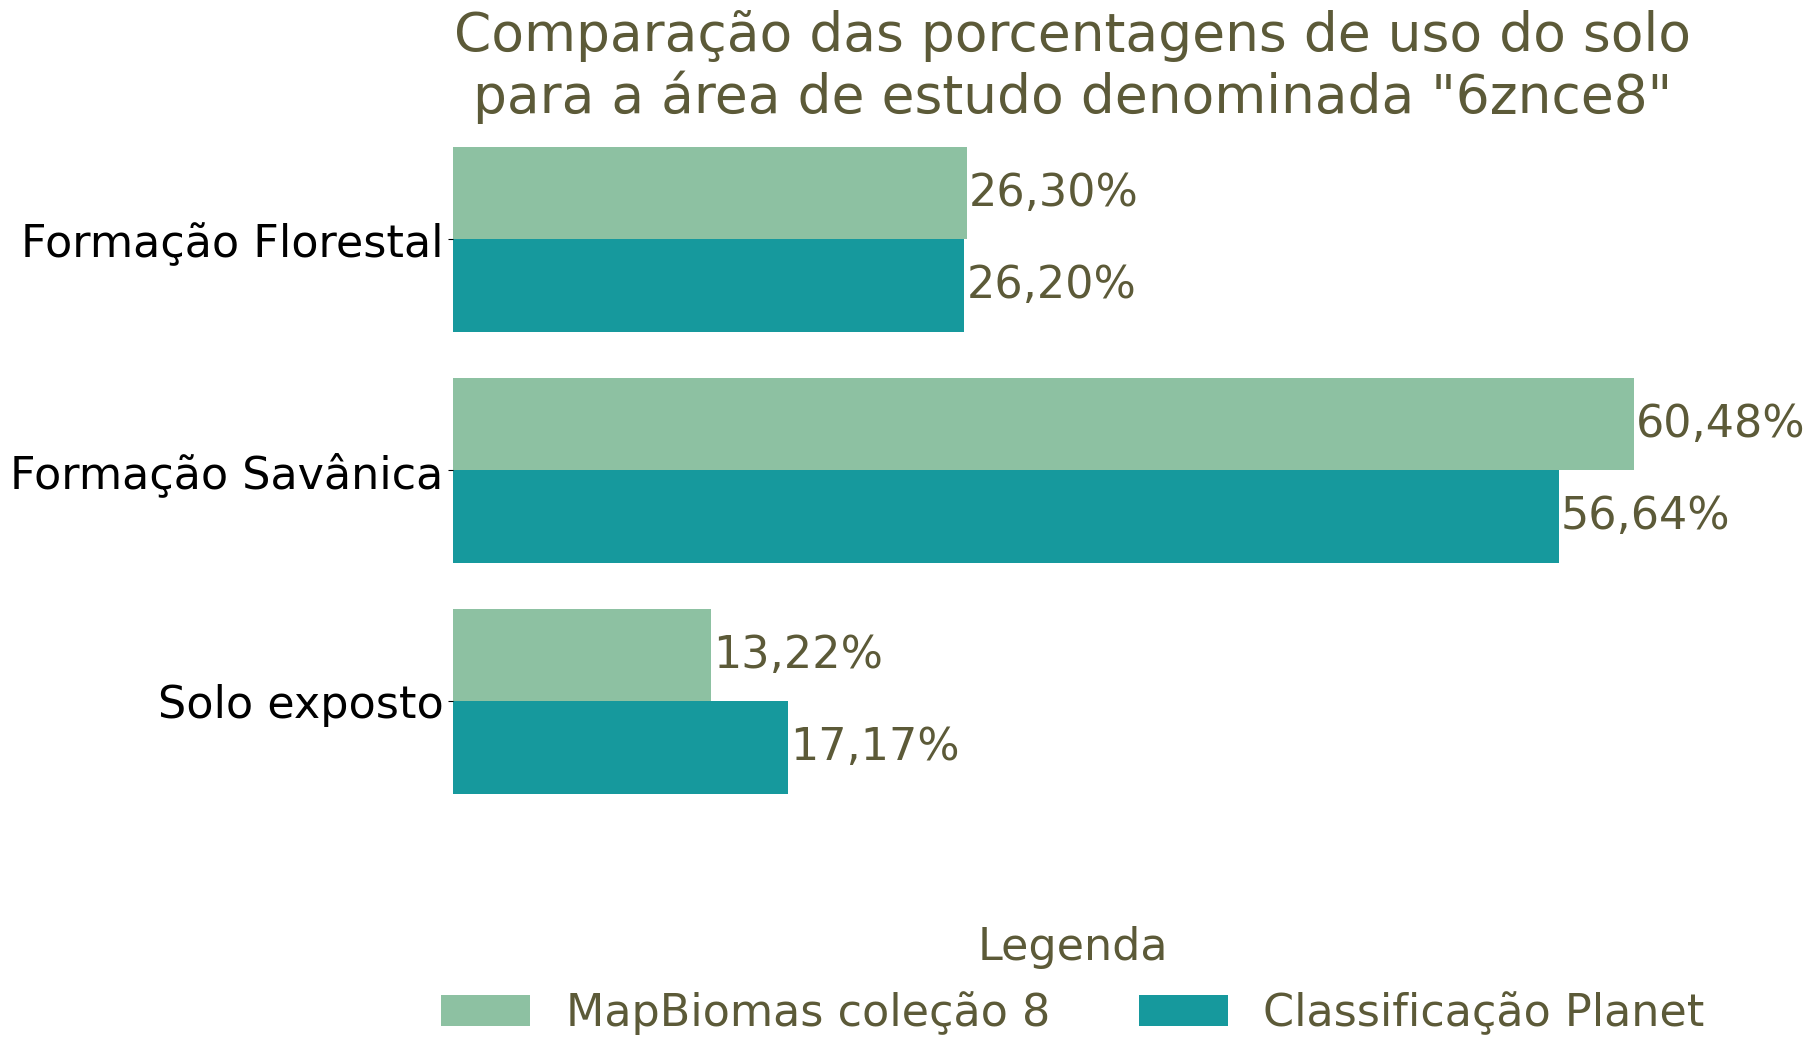 Comparação das porcentagens de uso do solo
para a área de estudo denominada "6znce8"
Formação Florestal
26,30%
26,20%
Formação Savânica
60,48%
56,64%
Solo exposto
13,22%
17,17%
Legenda
MapBiomas coleção 8
Classificação Planet